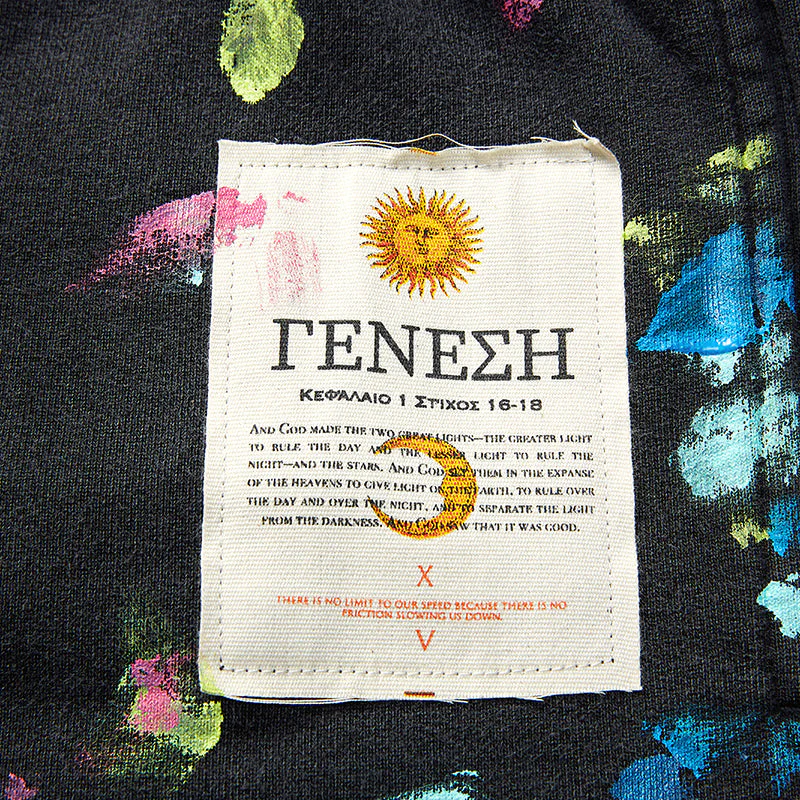 ΓΕΝΕΣΗ
ΚΕΦΆΛΑΙΟ 1 ΣΤΊΧΟΣ 16-18
AND GOD MADE THE TWO GREAT LIGHTS—THE GREATER LIGHT
TO RULE THE DAY AND THE LESSER LIGHT TO RULE THE
NIGHT—AND THE STARS. AND GOD SET THEM IN THE EXPANSE
OF THE HEAVENS TO GIVE LIGHT ON THE EARTH, TO RULE OVER
THE DAY AND OVER THE NIGHT, AND TO SEPARATE THE LIGHT
FROM THE DARKNESS. AND GOD SAW THAT IT WAS GOOD.
X
THERE IS NO LIMIT TO OUR SPEED BECAUSE THERE IS NO
FRICTION SLOWING US DOWN.
V